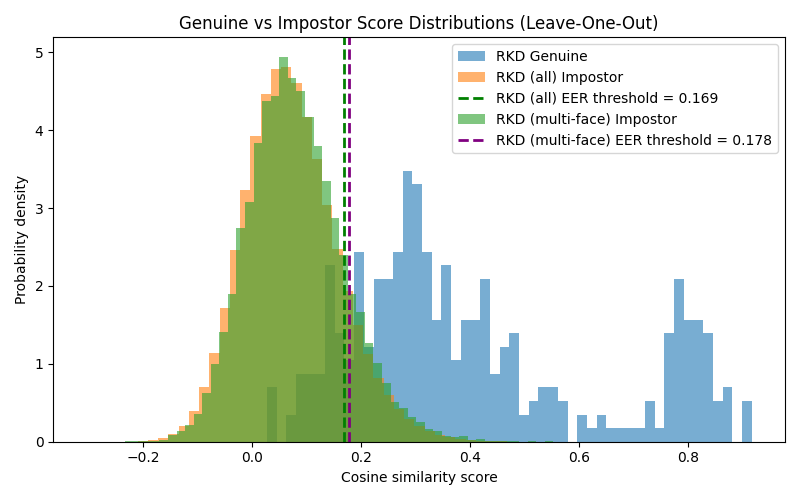 Genuine vs Impostor Score Distributions (Leave-One-Out)
RKD Genuine
RKD (all) Impostor
RKD (all) EER threshold = 0.169
RKD (multi-face) Impostor
RKD (multi-face) EER threshold = 0.178
Probability density
5
4
3
2
1
0
−0.2 0.0 0.2 0.4 0.6 0.8
Cosine similarity score